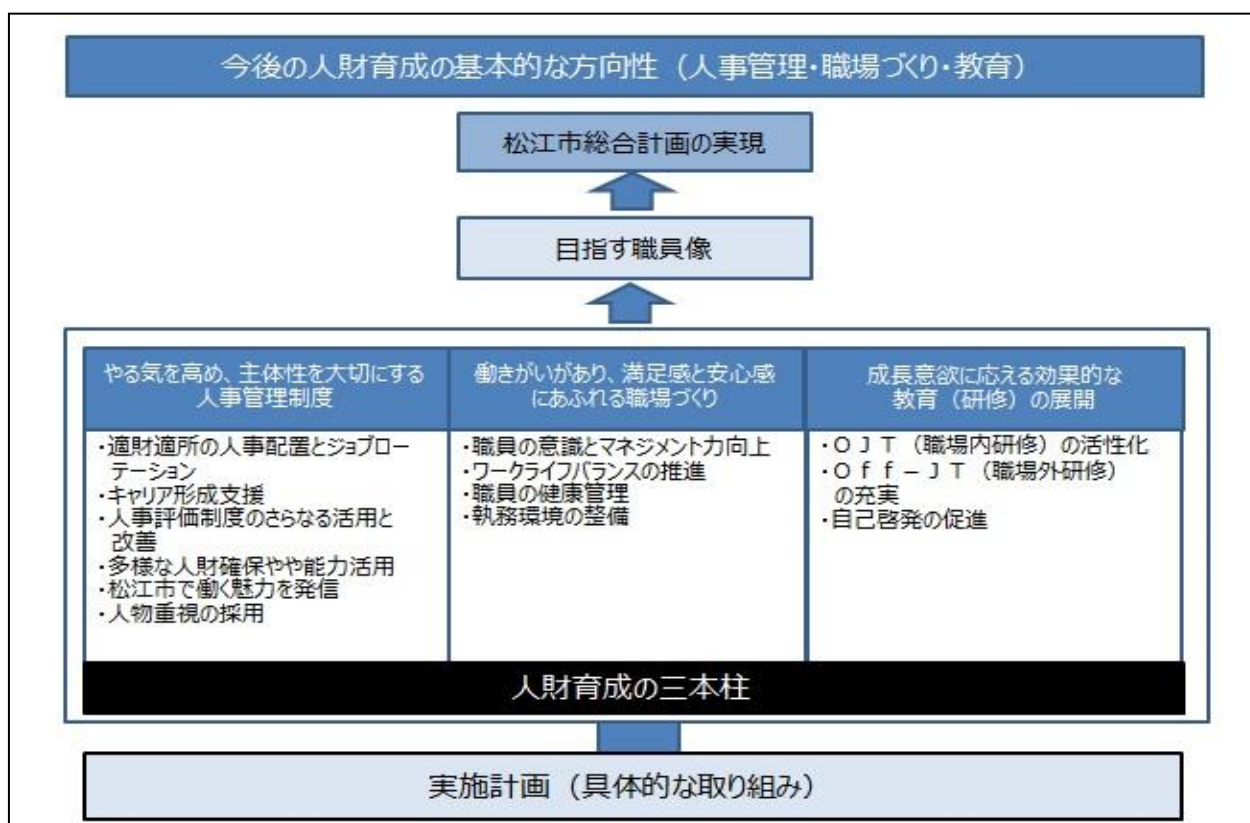 今後の人財育成の基本的な方向性（人事管理・職場づくり・教育）
松江市総合計画の実現
目指す職員像
やる気を高め、主体性を大切にする
人事管理制度
・適財適所の人事配置とジョブロー
テーション
・キャリア形成支援
・人事評価制度のさらなる活用と
改善
・多様な人財確保やや能力活用
・松江市で働く魅力を発信
・人物重視の採用
働きがいがあり、満足感と安心感
にあふれる職場づくり
・職員の意識とマネジメント力向上
・ワークライフバランスの推進
・職員の健康管理
・執務環境の整備
成長意欲に応える効果的な
教育（研修）の展開
・ＯＪＴ（職場内研修）の活性化
・Ｏｆｆ－ＪＴ（職場外研修）
の充実
・自己啓発の促進
人財育成の三本柱
実施計画（具体的な取り組み）